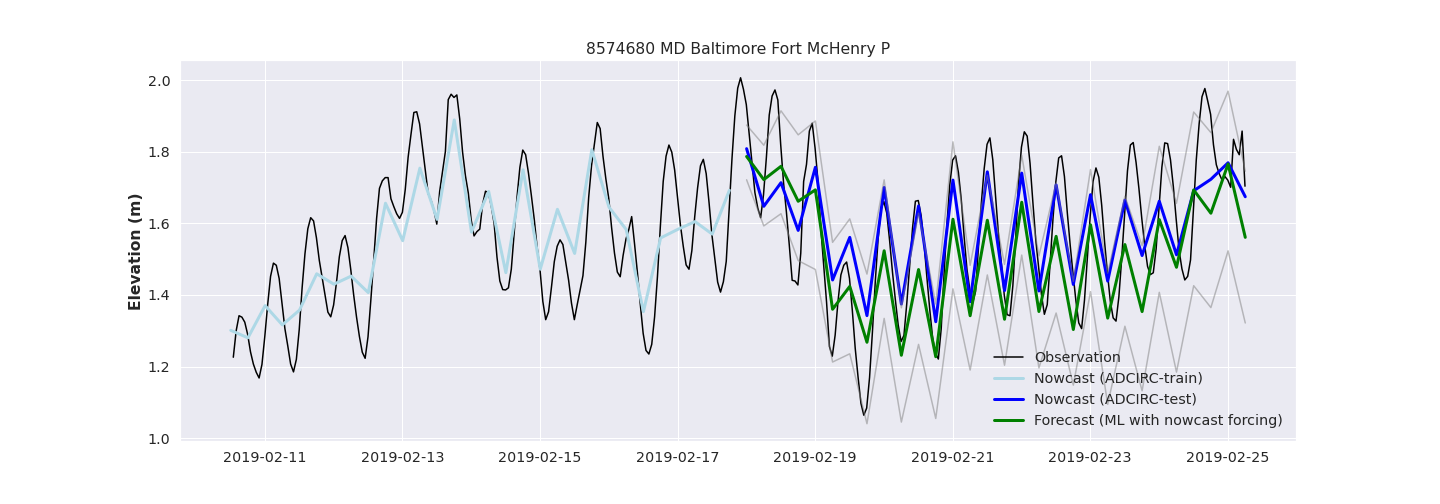 8574680 MD Baltimore Fort McHenry P
Elevation (m)
2.0
1.8
1.6
1.4
1.2
1.0
Observation
Nowcast (ADCIRC-train)
Nowcast (ADCIRC-test)
Forecast (ML with nowcast forcing)
2019-02-11 2019-02-13 2019-02-15 2019-02-17 2019-02-19 2019-02-21 2019-02-23 2019-02-25